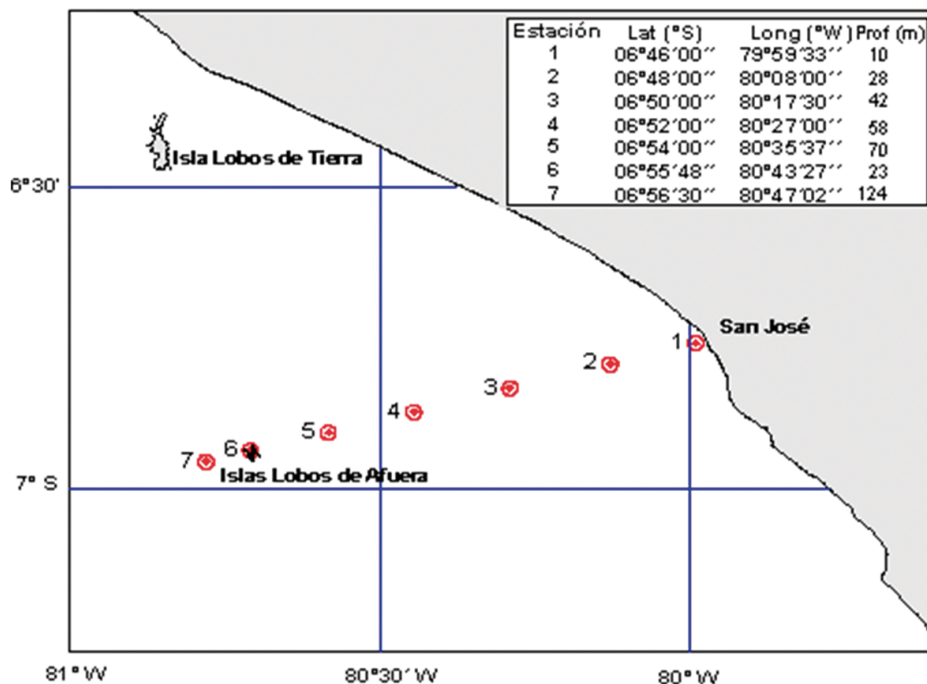 Estación Lat (°S) Long (°W) Prof (m)
1 06°46´00´´ 79°59´33´´ 10
2 06°48´00´´ 80°08´00´´ 28
3 06°50´00´´ 80°17´30´´ 42
4 06°52´00´´ 80°27´00´´ 58
5 06°54´00´´ 80°35´37´´ 70
6 06°55´48´´ 80°43´27´´ 23
7 06°56´30´´ 80°47´02´´ 124
Isla Lobos de Tierra
6°30'
San José
1
2
3
4
5
6
7
Islas Lobos de Afuera
7° S
81° W 80°30´ W 80° W